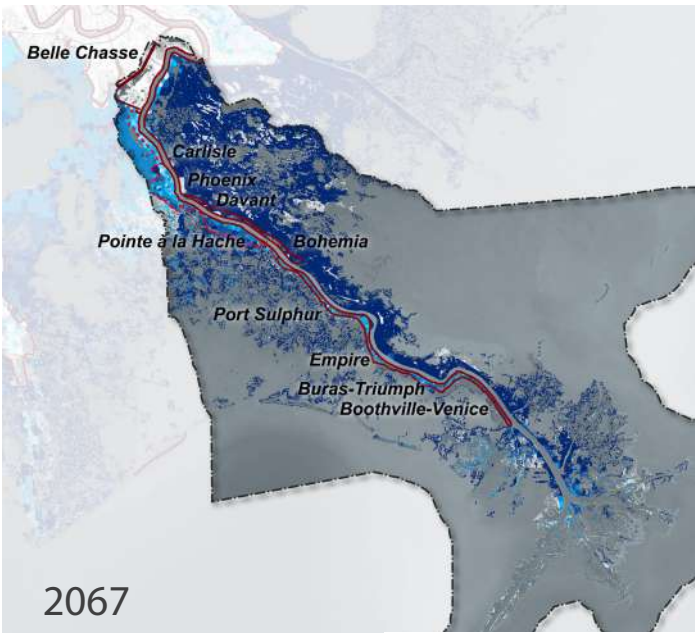 Belle Chasse
Carlisle
Phoenix
Davant
Pointe à la Hache
Bohemia
Port Sulphur
Empire
Buras-Triumph
Boothville-Venice
2067